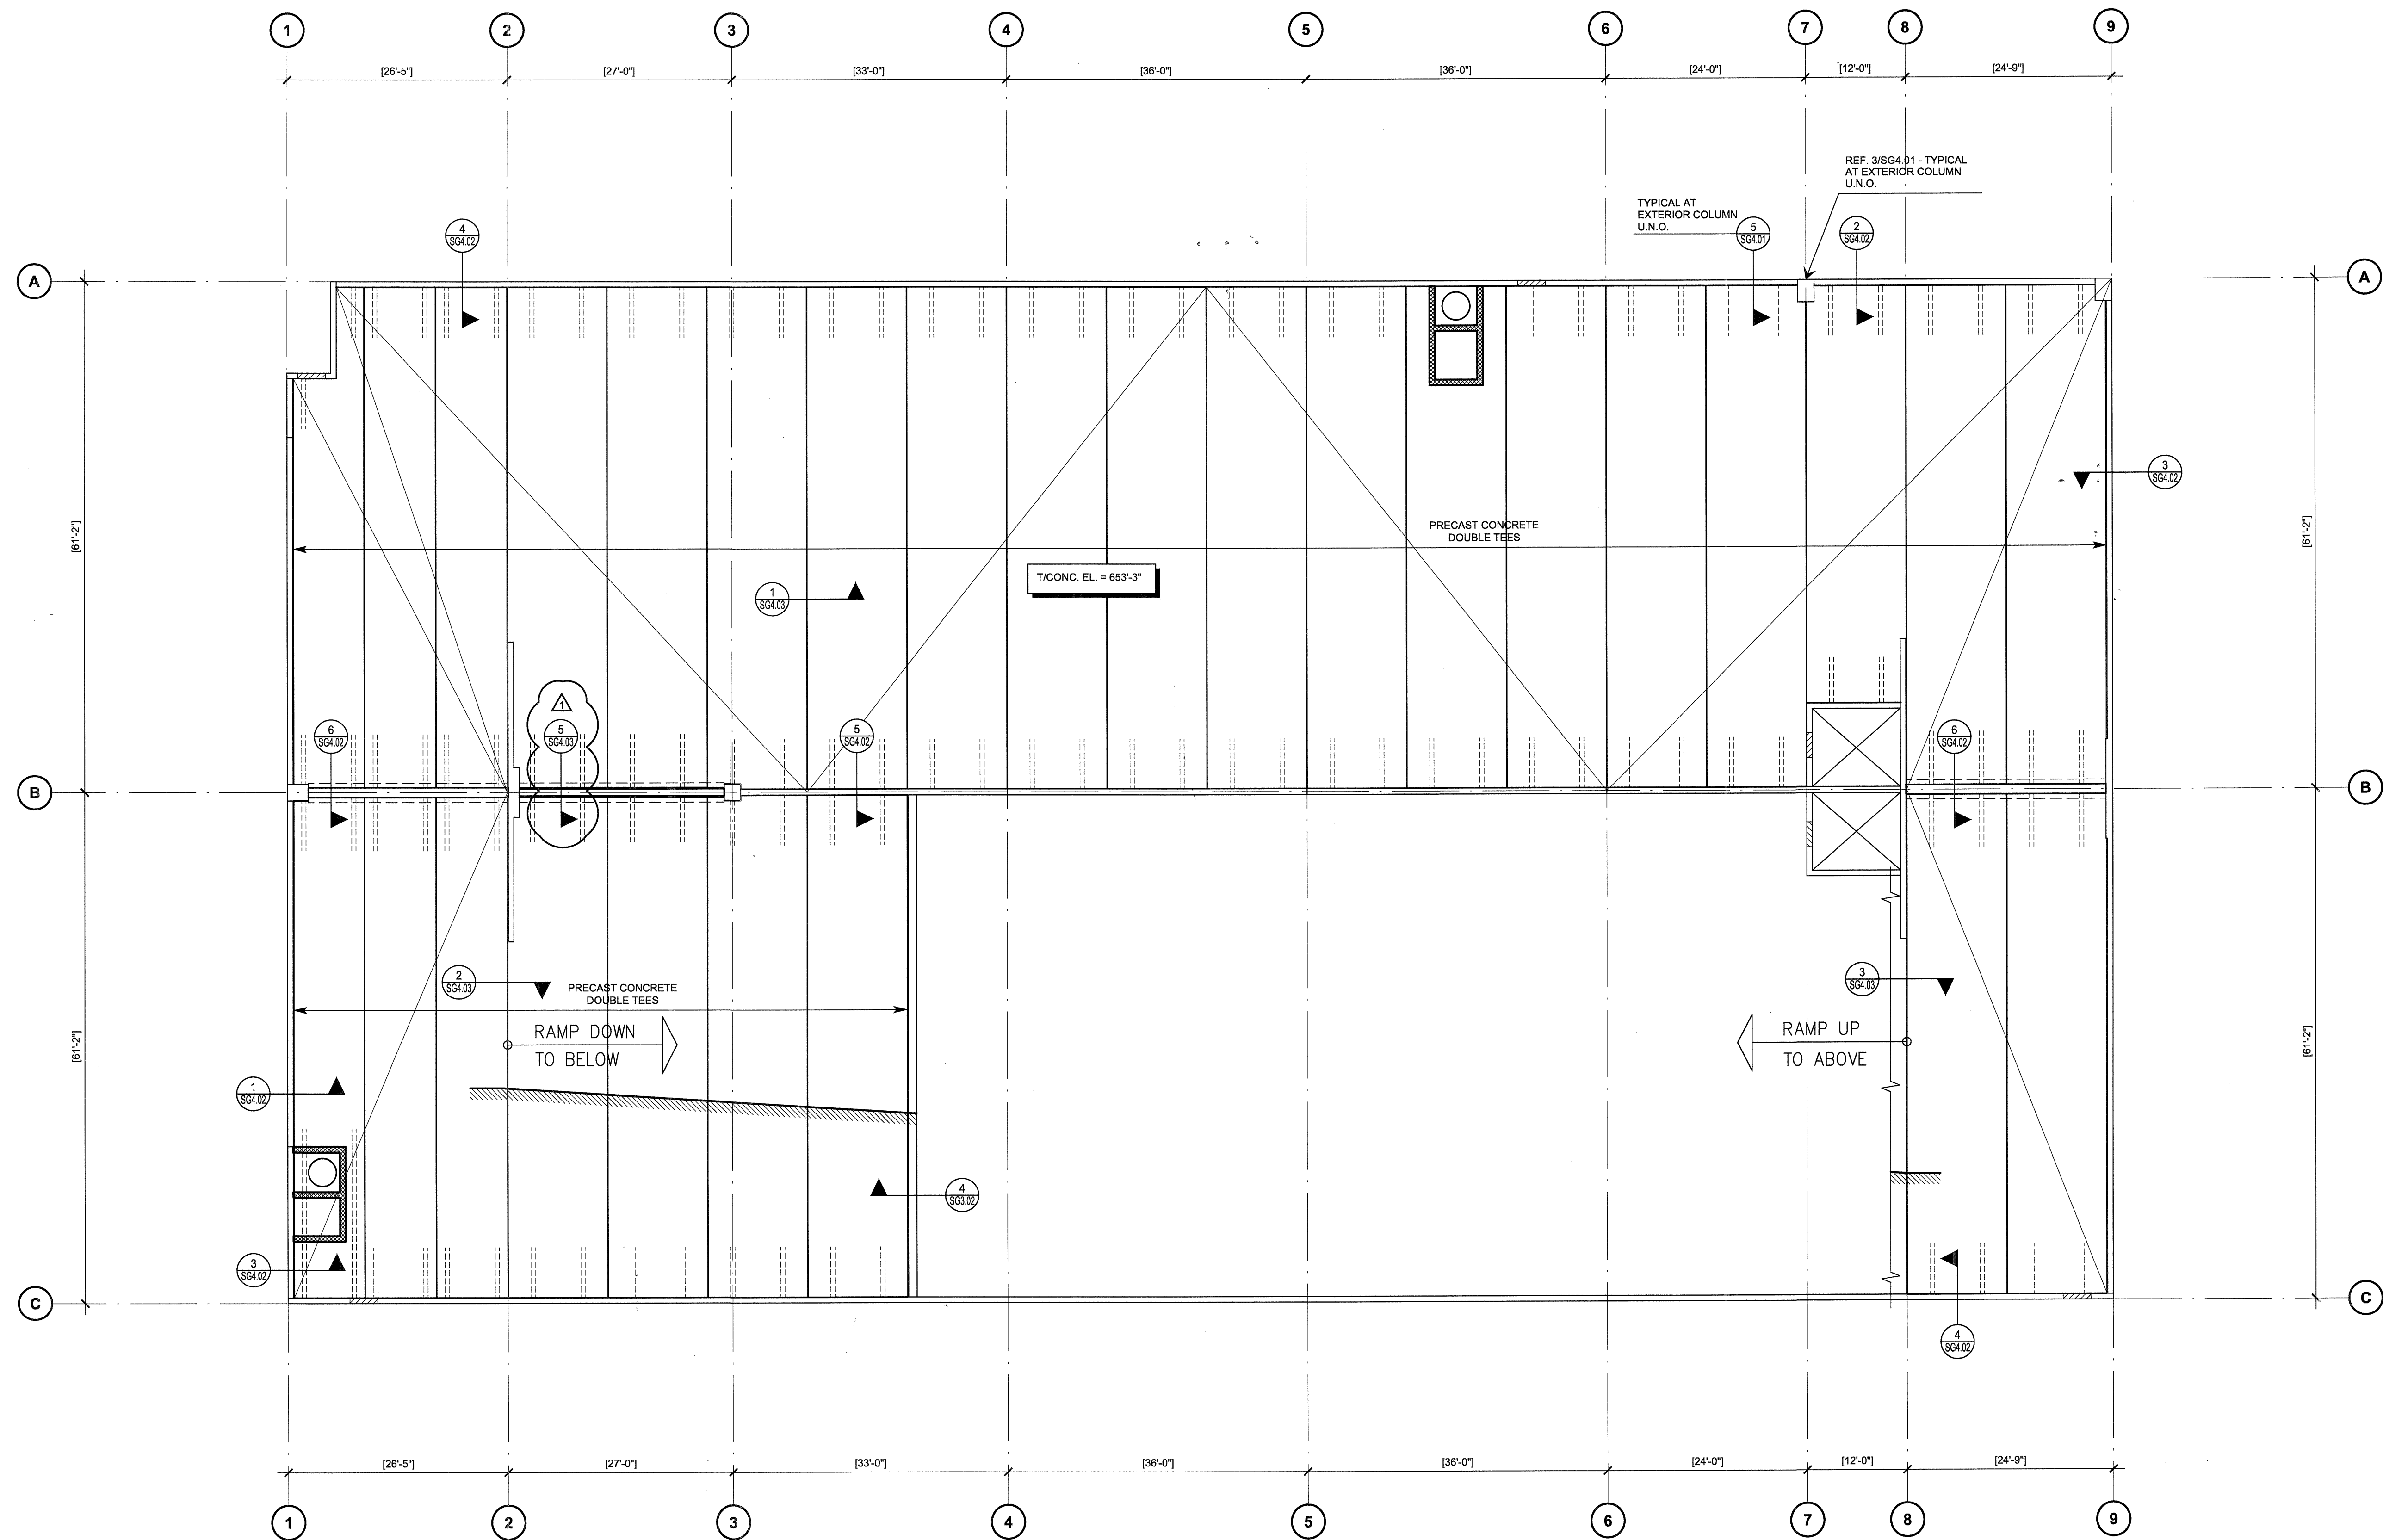 1
2
3
4
5
6
7
8
9
[26'-5"]
[27'-0"]
[33'-0"]
[36'-0"]
[36'-0"]
[24'-0"]
[12'-0"]
[24'-9"]
REF. 3/SG4.01 - TYPICAL
AT EXTERIOR COLUMN
U.N.O.
TYPICAL AT
EXTERIOR COLUMN
U.N.O.
4
SG4.02
5
SG4.01
2
SG4.02
A
A
3
SG4.02
[61'-2"]
[61'-2"]
PRECAST CONCRETE
DOUBLE TEES
T/CONC. EL. = 653'-3"
1
SG4.03
1
6
SG4.02
5
SG4.03
5
SG4.02
6
SG4.02
B
B
2
SG4.03
PRECAST CONCRETE
DOUBLE TEES
3
SG4.03
RAMP DOWN
TO BELOW
RAMP UP
TO ABOVE
[61'-2"]
[61'-2"]
1
SG4.02
4
SG3.02
3
SG4.02
C
C
4
SG4.02
[26'-5"]
[27'-0"]
[33'-0"]
[36'-0"]
[36'-0"]
[24'-0"]
[12'-0"]
[24'-9"]
1
2
3
4
5
6
7
8
9